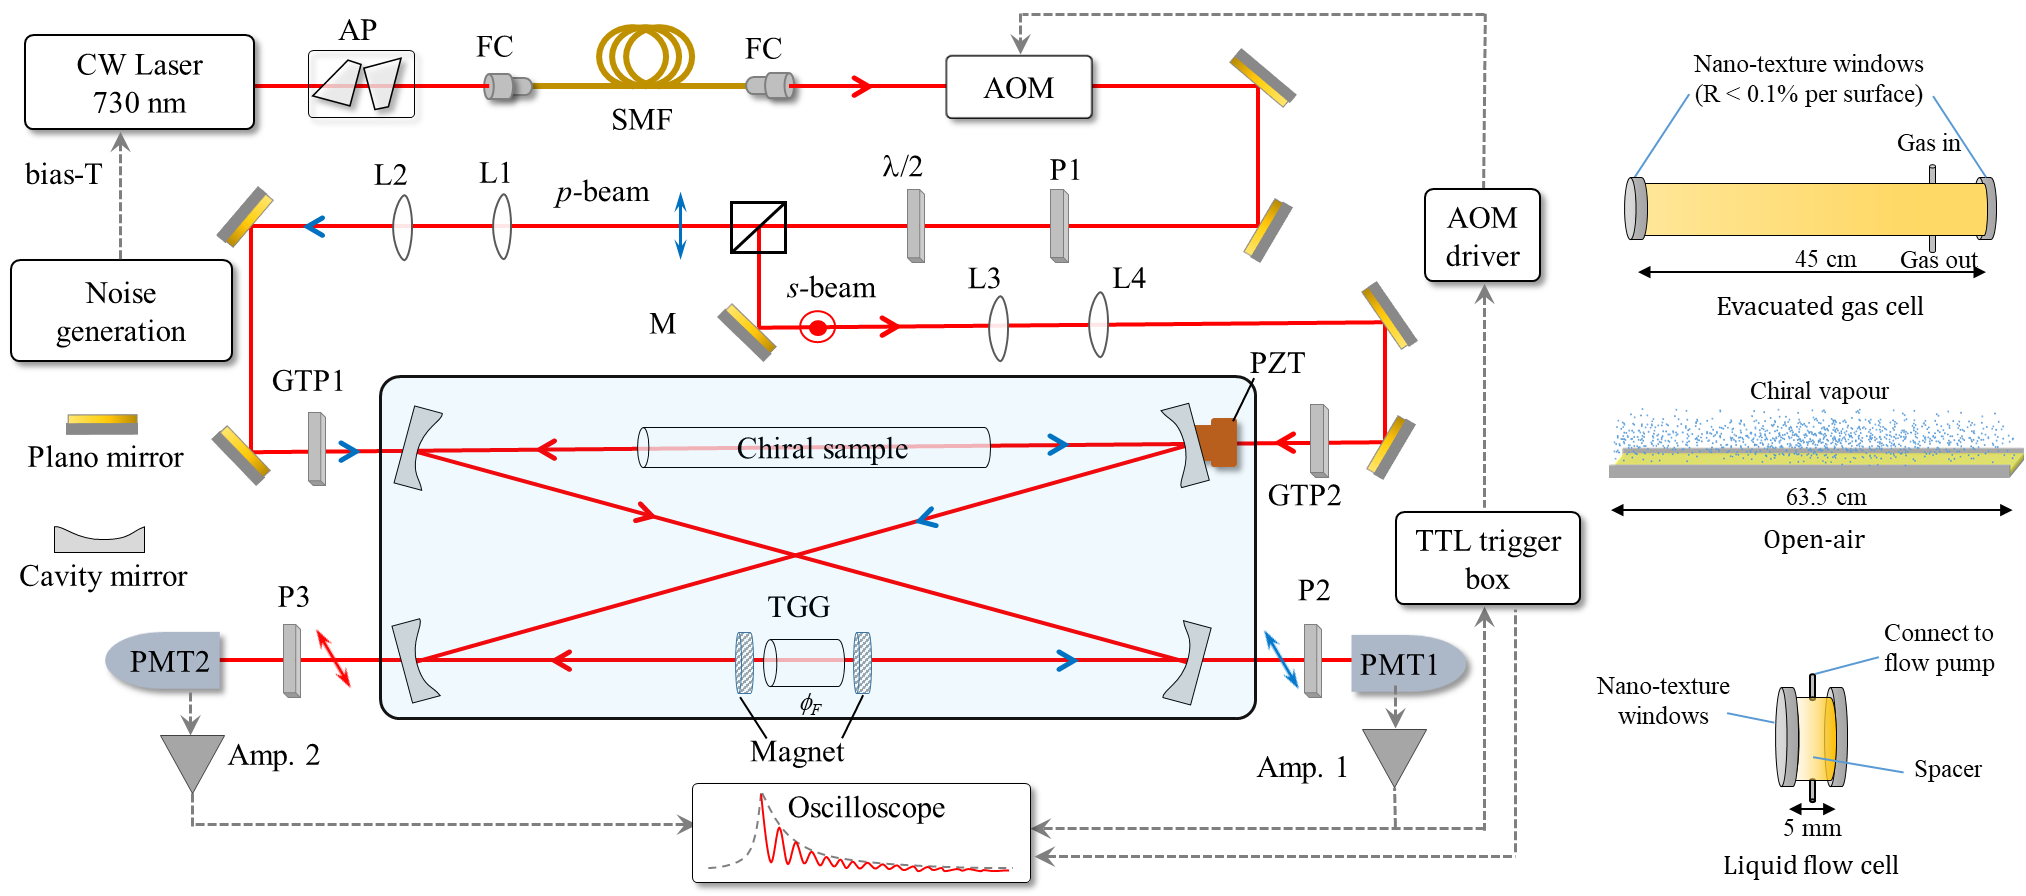 CW Laser
730 nm
AP
FC
SMF
FC
AOM
bias-T
L2
L1
p-beam
λ/2
P1
AOM
driver
Noise
generation
M
s-beam
L3
L4
GTP1
PZT
Chiral sample
GTP2
Plano mirror
Cavity mirror
TTL trigger
box
P3
TGG
P2
PMT2
PMT1
ϕF
Magnet
Amp. 2
Amp. 1
Oscilloscope
Nano-texture windows
(R < 0.1% per surface)
Gas in
45 cm
Gas out
Evacuated gas cell
Chiral vapour
63.5 cm
Open-air
Connect to
flow pump
Nano-texture
windows
Spacer
5 mm
Liquid flow cell